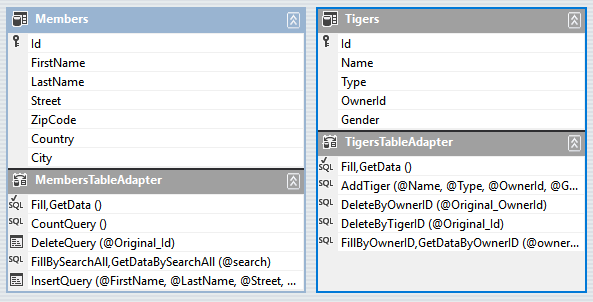 Members
Id
FirstName
LastName
Street
ZipCode
Country
City
MembersTableAdapter
SQL Fill,GetData ()
SQL CountQuery ()
DeleteQuery (@Original_Id)
SQL FillBySearchAll,GetDataBySearchAll (@search)
InsertQuery (@FirstName, @LastName, @Street, ...
Tigers
Id
Name
Type
OwnerId
Gender
TigersTableAdapter
SQL Fill,GetData ()
SQL AddTiger (@Name, @Type, @OwnerId, @G...
SQL DeleteByOwnerID (@Original_OwnerId)
SQL DeleteByTigerID (@Original_Id)
SQL FillByOwnerID,GetDataByOwnerID (@owner...